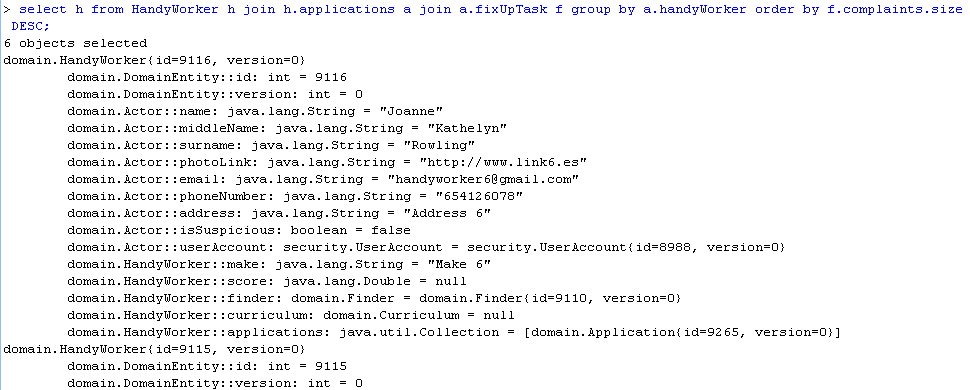 > select h from HandyWorker h join h.applications a join a.fixUpTask f group by a.handyWorker order by f.complaints.size
DESC;
6 objects selected
domain.HandyWorker{id=9116, version=0}
domain.DomainEntity::id: int = 9116
domain.DomainEntity::version: int = 0
domain.Actor::name: java.lang.String = "Joanne"
domain.Actor::middleName: java.lang.String = "Kathelyn"
domain.Actor::surname: java.lang.String = "Rowling"
domain.Actor::photoLink: java.lang.String = "http://www.link6.es"
domain.Actor::email: java.lang.String = "handyworker6@gmail.com"
domain.Actor::phoneNumber: java.lang.String = "654126078"
domain.Actor::address: java.lang.String = "Address 6"
domain.Actor::isSuspicious: boolean = false
domain.Actor::userAccount: security.UserAccount = security.UserAccount{id=8988, version=0}
domain.HandyWorker::make: java.lang.String = "Make 6"
domain.HandyWorker::score: java.lang.Double = null
domain.HandyWorker::finder: domain.Finder = domain.Finder{id=9110, version=0}
domain.HandyWorker::curriculum: domain.Curriculum = null
domain.HandyWorker::applications: java.util.Collection = [domain.Application{id=9265, version=0}]
domain.HandyWorker{id=9115, version=0}
domain.DomainEntity::id: int = 9115
domain.DomainEntity::version: int = 0